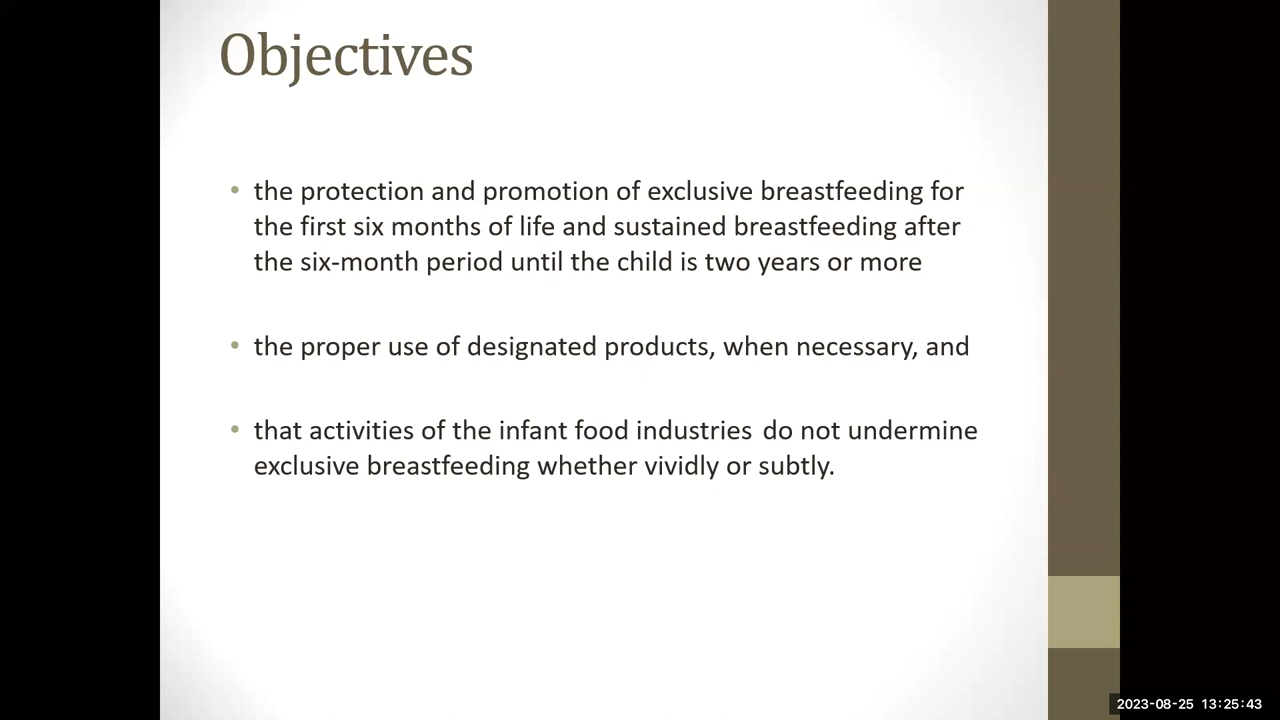 Objectives
• the protection and promotion of exclusive breastfeeding for
the first six months of life and sustained breastfeeding after
the six-month period until the child is two years or more
• the proper use of designated products, when necessary, and
• that activities of the infant food industries do not undermine
exclusive breastfeeding whether vividly or subtly.
2023-08-25 13:25:43